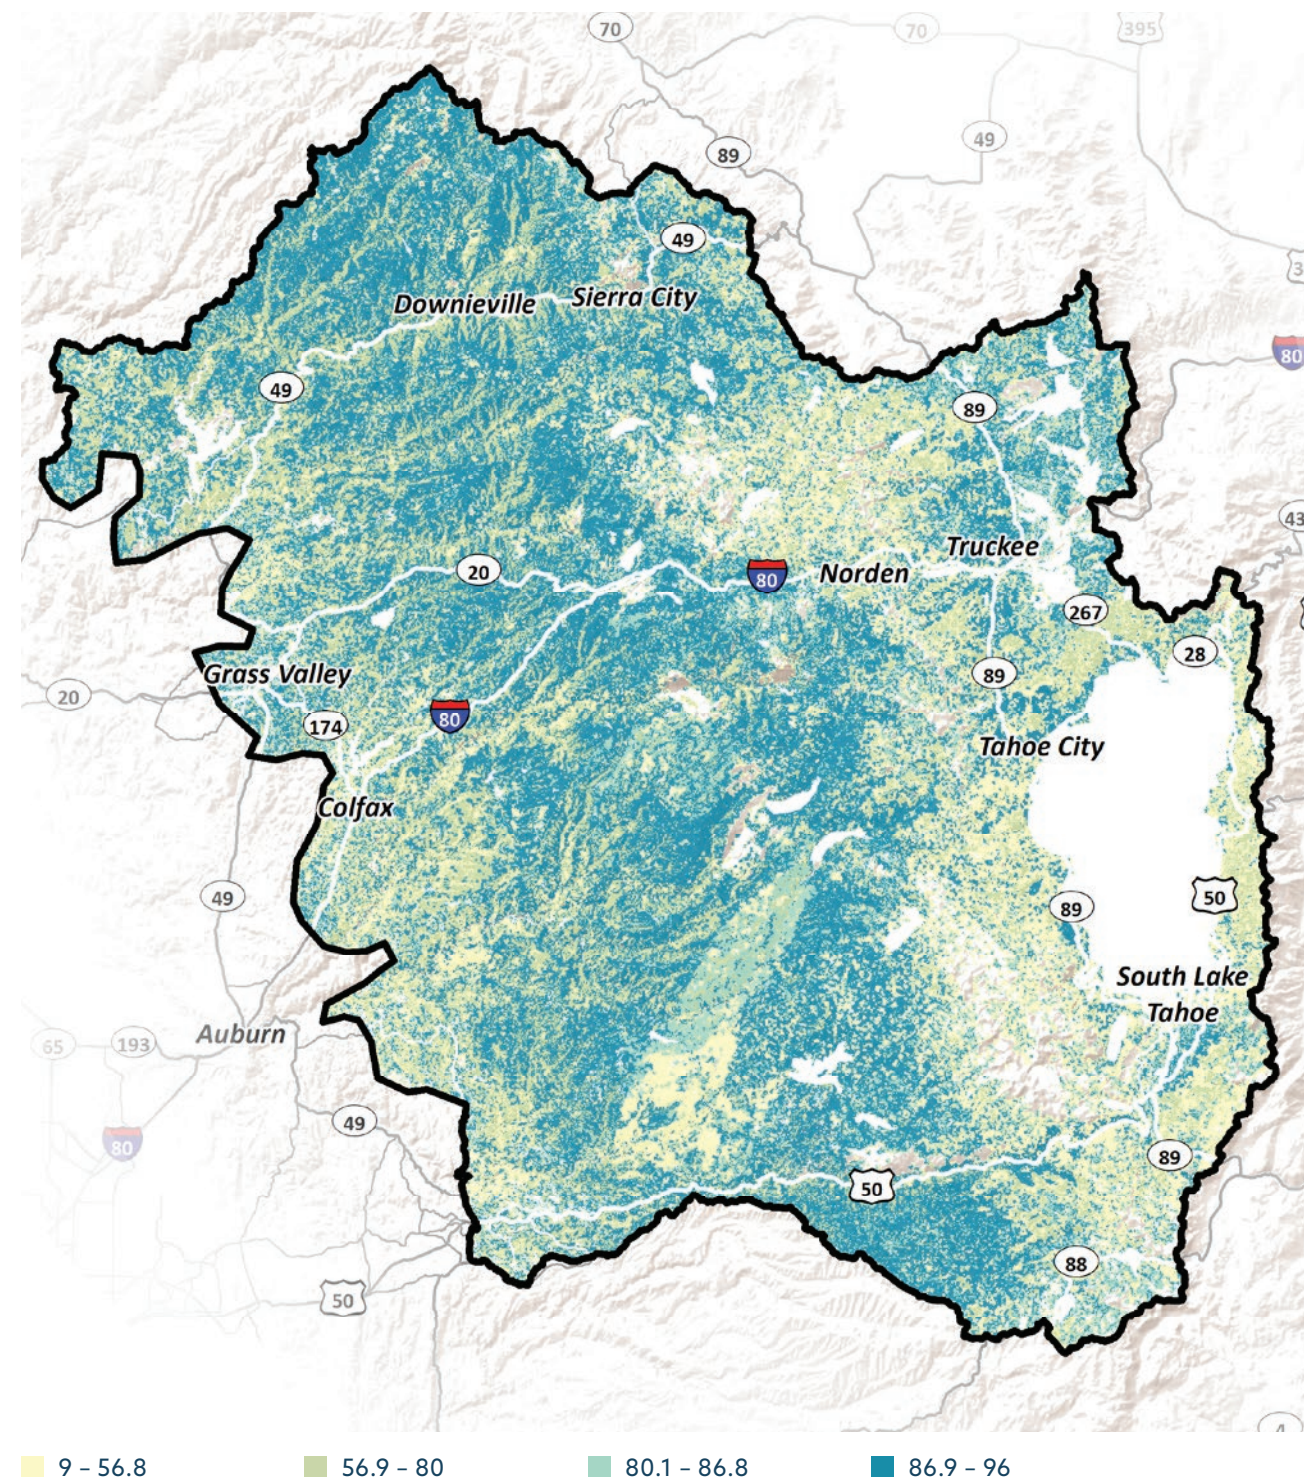 70
70
395
49
89
49
3
Downieville
Sierra City
80
49
89
43
Truckee
20
80
Norden
267
28
Grass Valley
89
20
174
80
Tahoe City
Colfax
49
89
50
South Lake
Tahoe
Auburn
65
193
49
80
89
50
88
50
4
9 – 56.8
56.9 – 80
80.1 – 86.8
86.9 – 96